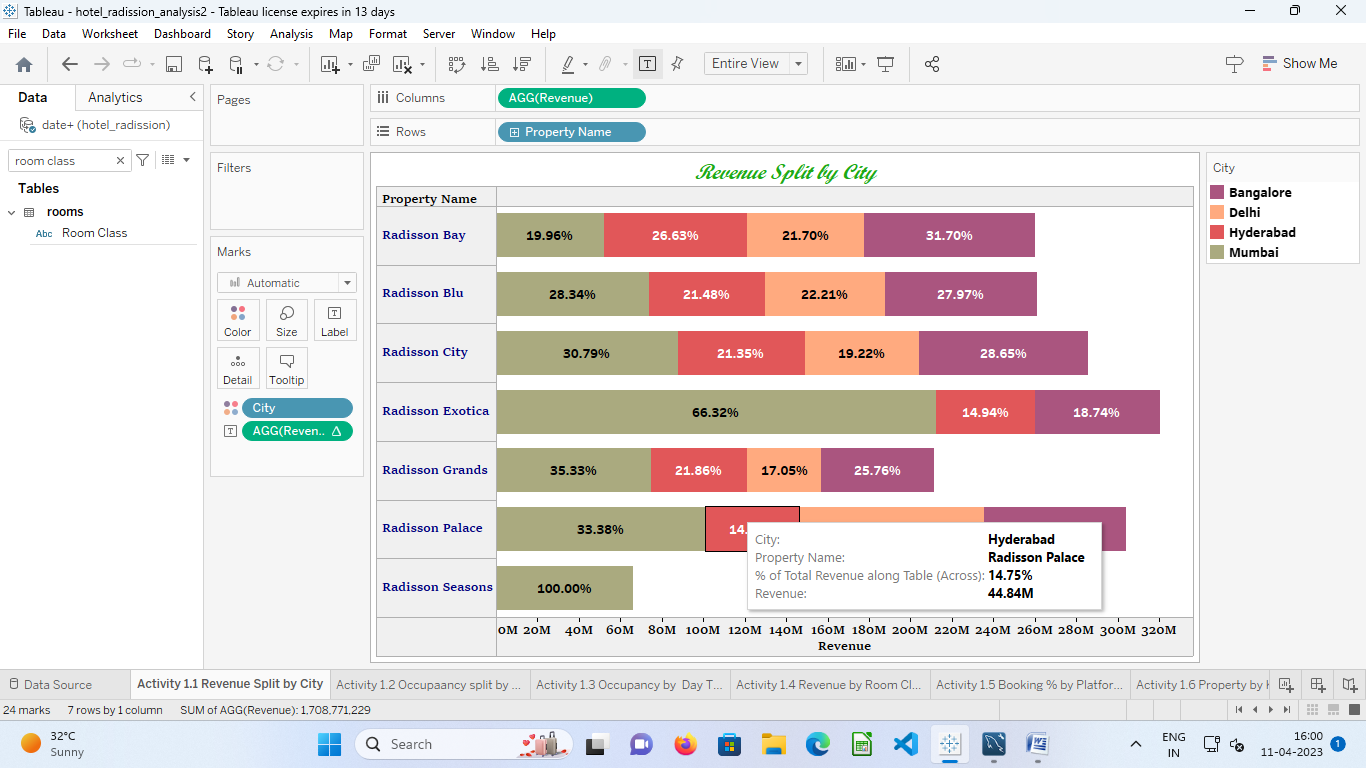 Tableau - hotel_radission_analysis2 - Tableau license expires in 13 days
File Data Worksheet Dashboard Story Analysis Map Format Server Window Help
Entire View
Show Me
Data Analytics
date+ (hotel_radission)
room class
Tables
rooms
Abc Room Class
Pages
Filters
Marks
Automatic
Color Size Label
Detail Tooltip
City
AGG(Reven..
Columns AGG(Revenue)
Rows Property Name
Revenue Split by City
Property Name
Radisson Bay 19.96% 26.63% 21.70% 31.70%
Radisson Blu 28.34% 21.48% 22.21% 27.97%
Radisson City 30.79% 21.35% 19.22% 28.65%
Radisson Exotica 66.32% 14.94% 18.74%
Radisson Grands 35.33% 21.86% 17.05% 25.76%
Radisson Palace 33.38% 14.
Radisson Seasons 100.00%
City: Hyderabad
Property Name: Radisson Palace
% of Total Revenue along Table (Across): 14.75%
Revenue: 44.84M
0M 20M 40M 60M 80M 100M 120M 140M 160M 180M 200M 220M 240M 260M 280M 300M 320M
Revenue
City
Bangalore
Delhi
Hyderabad
Mumbai
Data Source Activity 1.1 Revenue Split by City Activity 1.2 Occupaancy split by ... Activity 1.3 Occupancy by Day T... Activity 1.4 Revenue by Room Cl... Activity 1.5 Booking % by Platfor... Activity 1.6 Property by
24 marks 7 rows by 1 column SUM of AGG(Revenue): 1,708,771,229
32°C
Sunny
Search
ENG
IN
16:00
11-04-2023
1